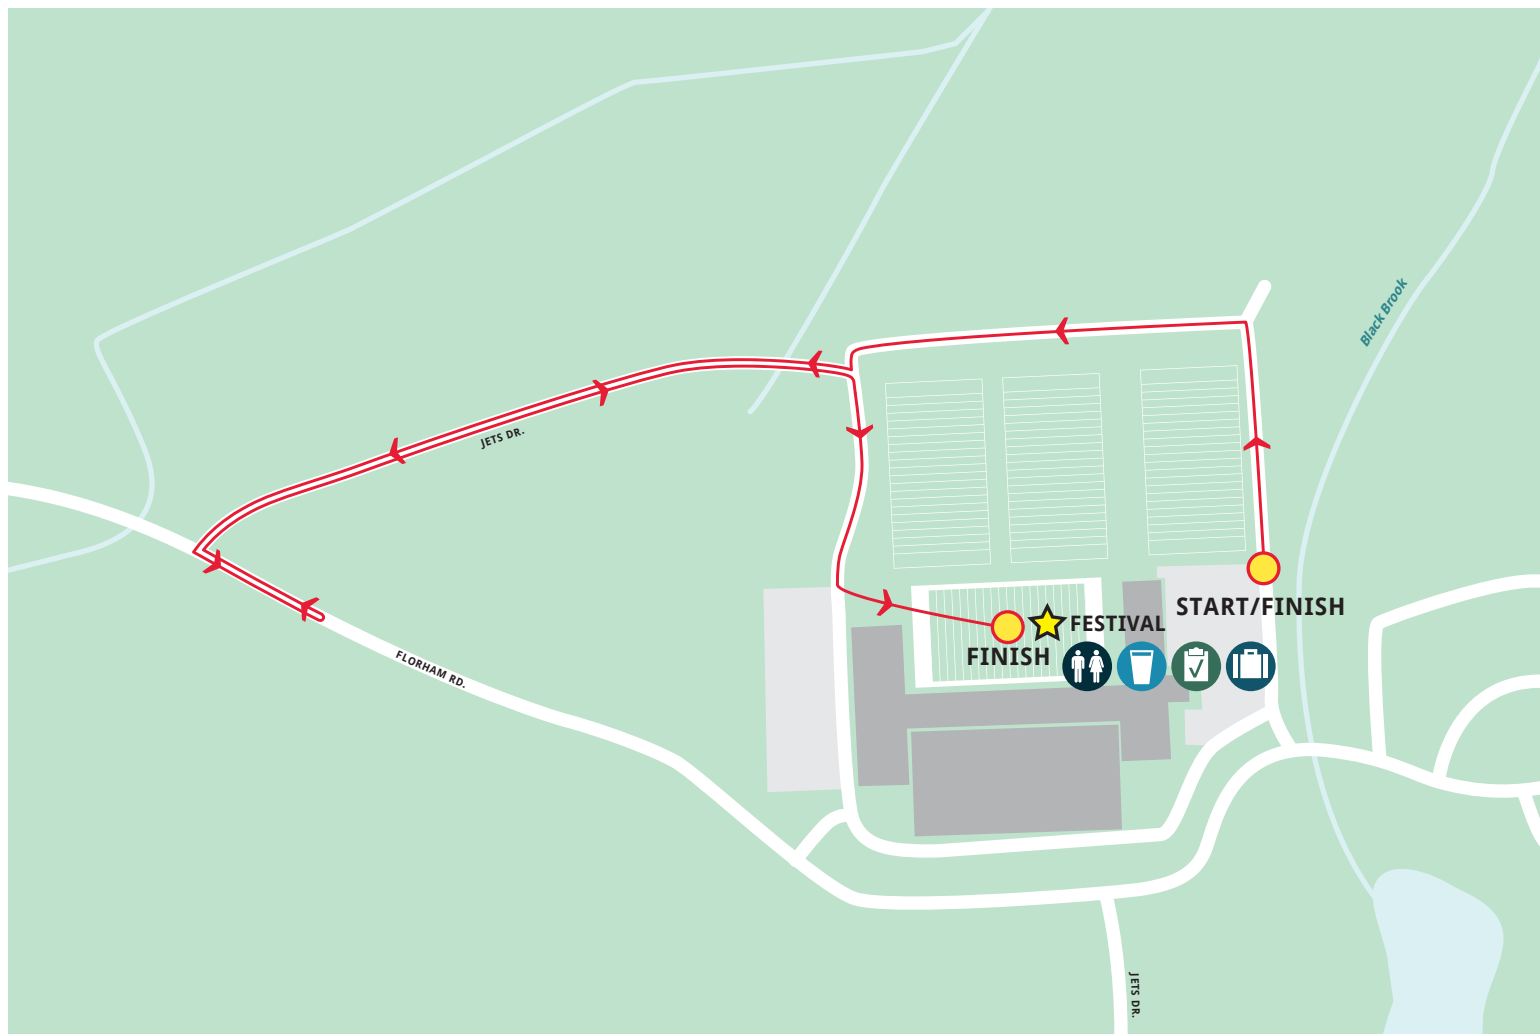 Black Brook
JETS DR.
START/FINISH
FESTIVAL
FINISH
FLORHAM RD.
JETS DR.